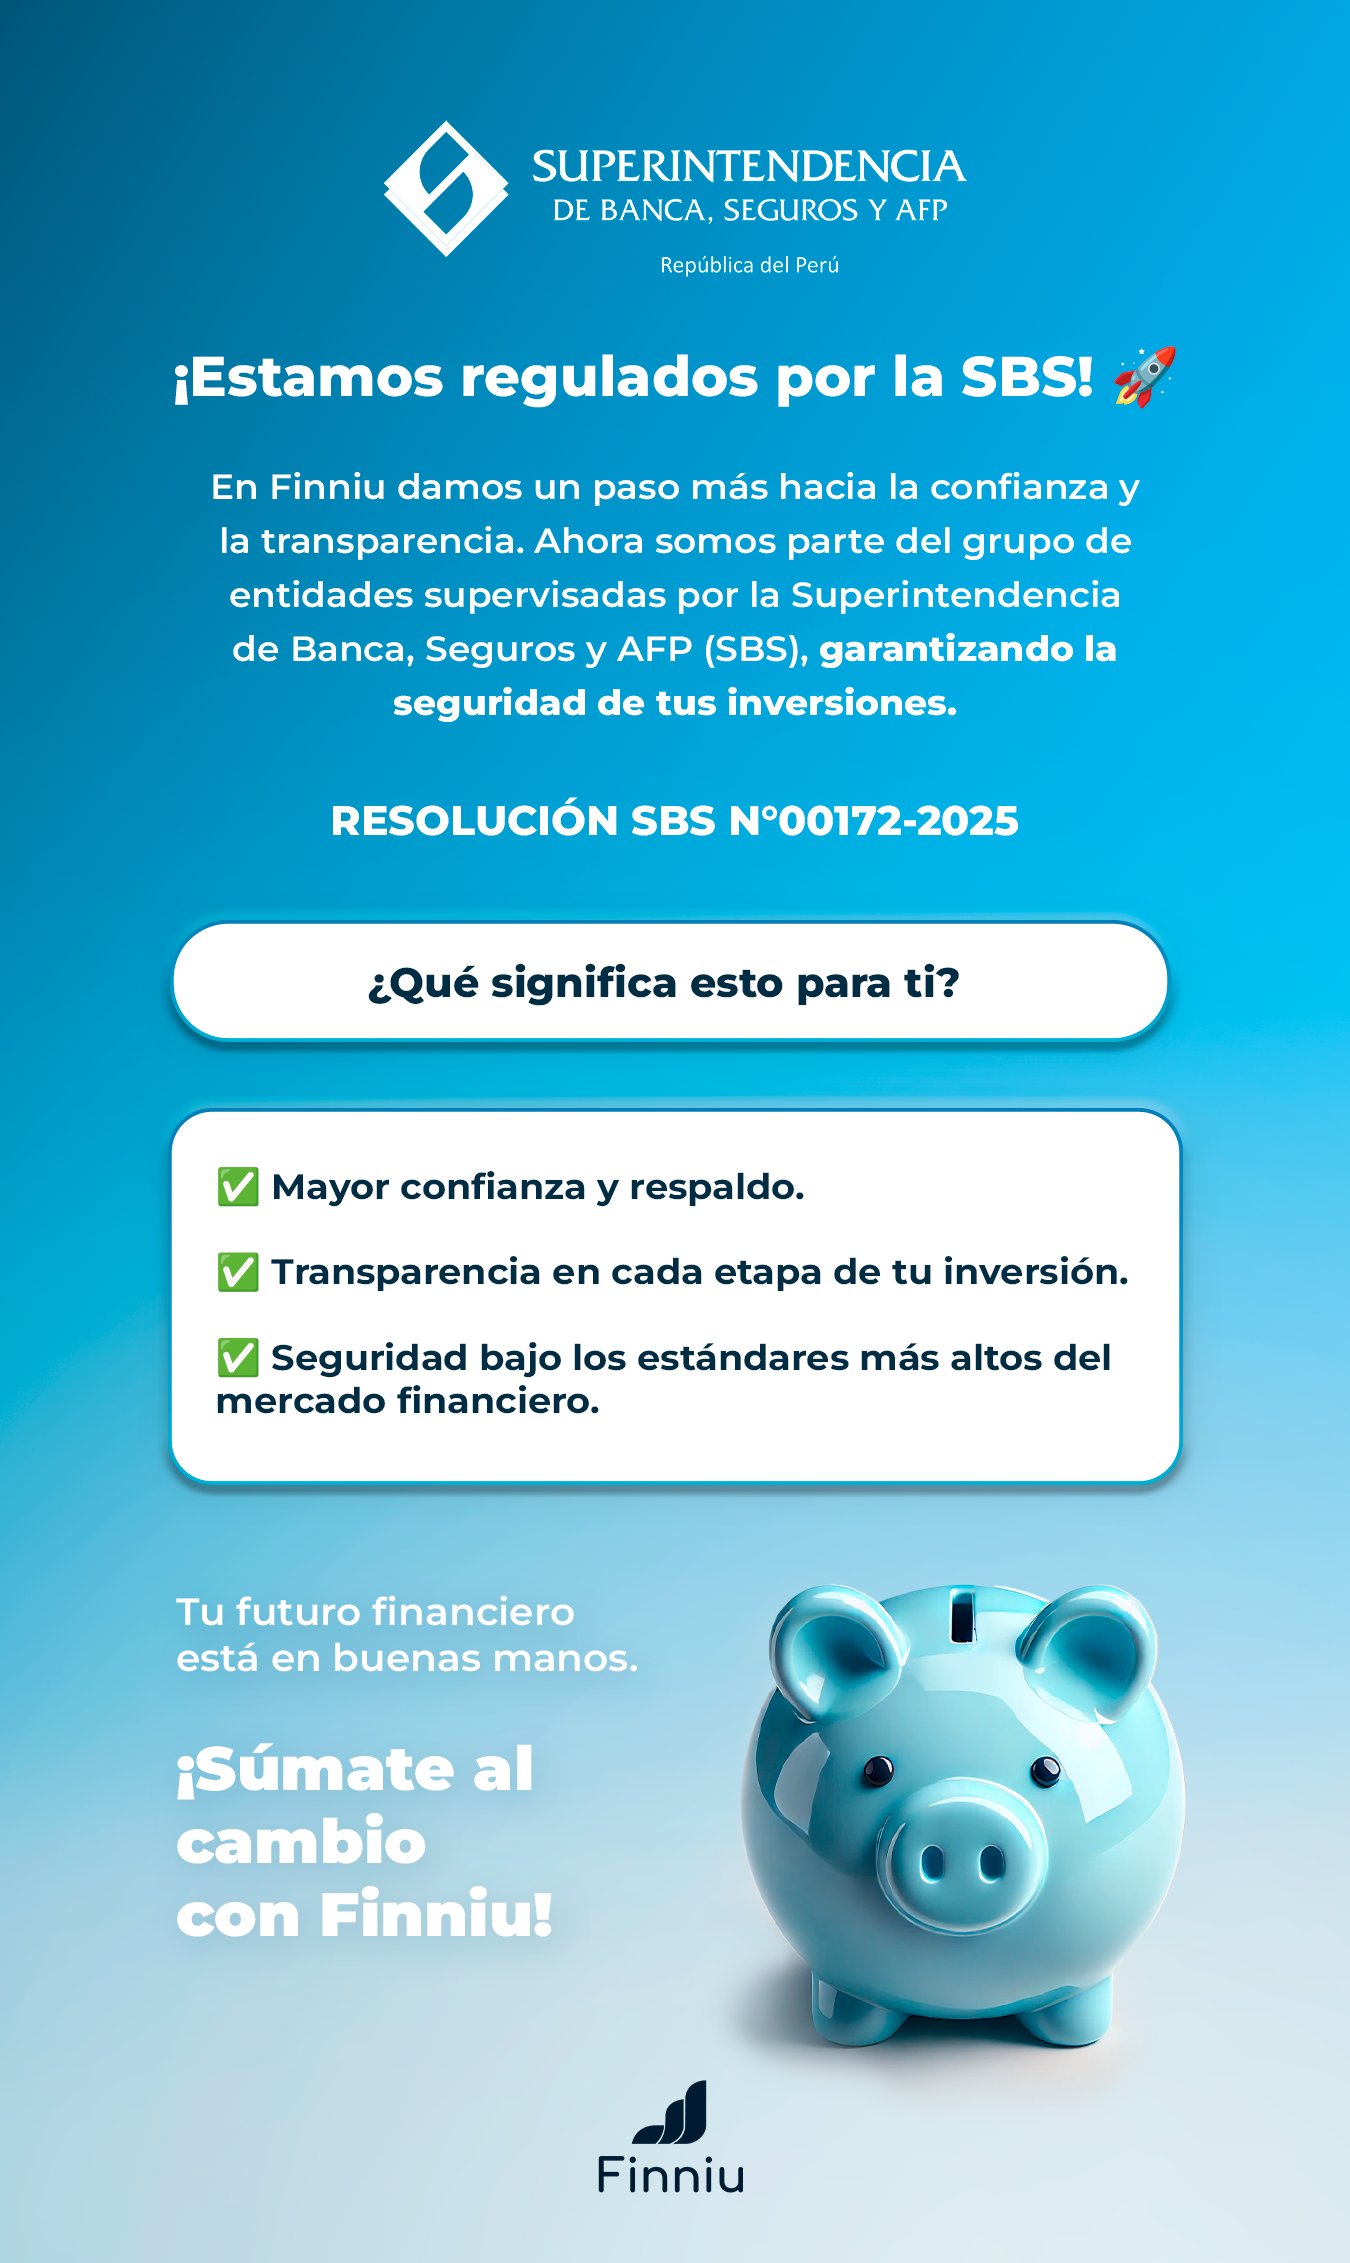 SUPERINTENDENCIA
DE BANCA, SEGUROS Y AFP
República del Perú
¡Estamos regulados por la SBS! 🚀
En Finniu damos un paso más hacia la confianza y
la transparencia. Ahora somos parte del grupo de
entidades supervisadas por la Superintendencia
de Banca, Seguros y AFP (SBS), garantizando la
seguridad de tus inversiones.
RESOLUCIÓN SBS N°00172-2025
¿Qué significa esto para ti?
✅ Mayor confianza y respaldo.
✅ Transparencia en cada etapa de tu inversión.
✅ Seguridad bajo los estándares más altos del
mercado financiero.
Tu futuro financiero
está en buenas manos.
¡Súmate al
cambio
con Finniu!
Finniu